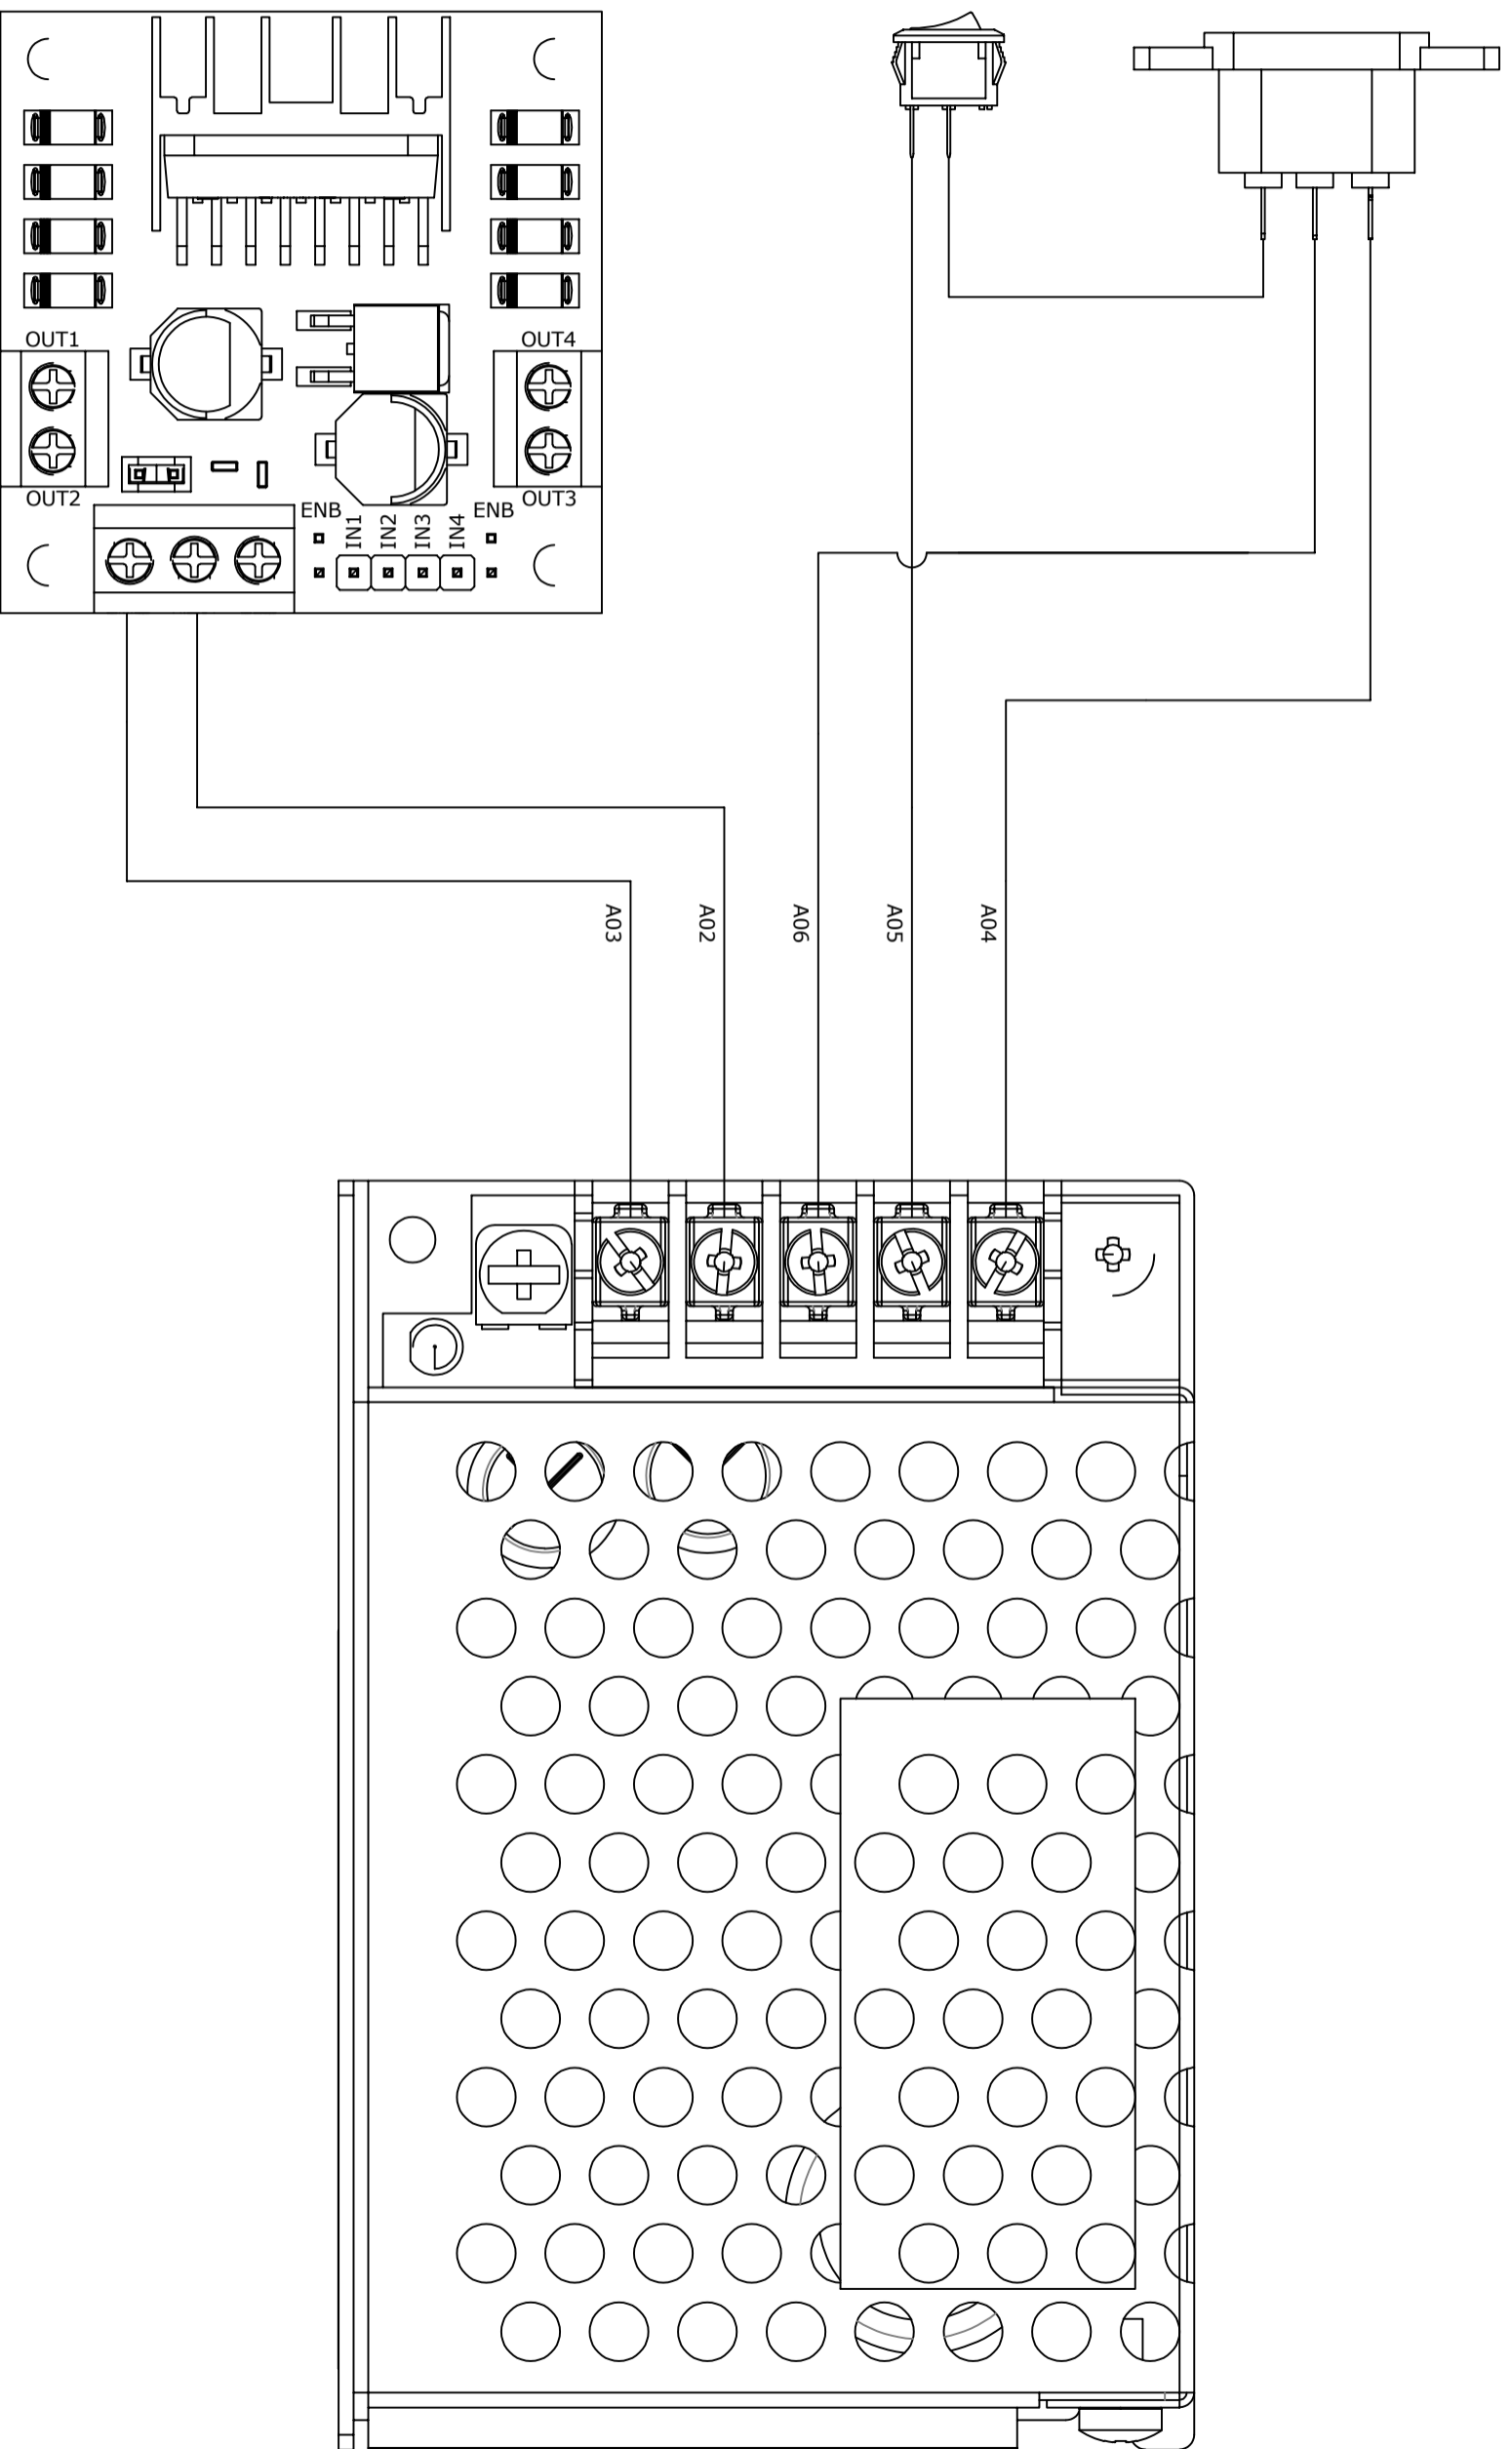 OUT1
OUT4
OUT2
OUT3
ENB
IN1
IN2
IN3
IN4
ENB
A03
A02
A06
A05
A04